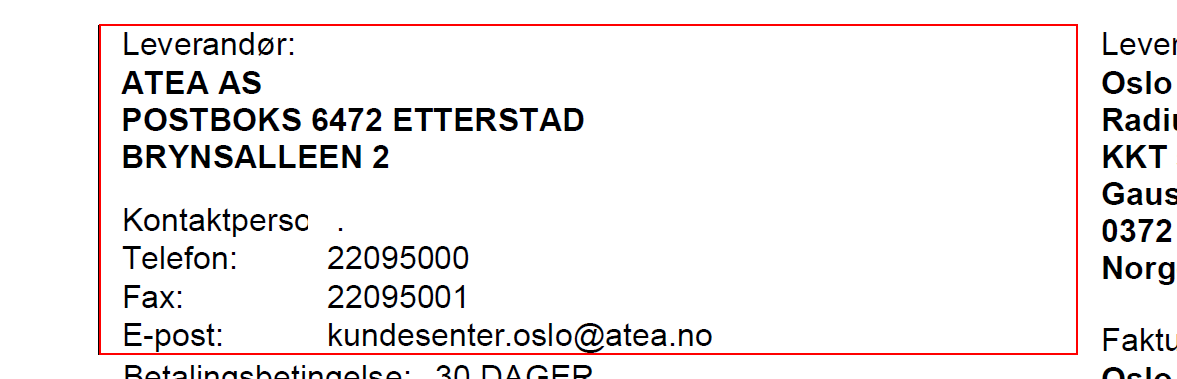 Leverandør:
ATEA AS
POSTBOKS 6472 ETTERSTAD
BRYNSALLEEN 2
Kontaktperso .
Telefon: 22095000
Fax: 22095001
E-post: kundesenter.oslo@atea.no
Betalingsbetingelse: 30 DAGER
Lever
Oslo
Radiu
KKT
Gaus
0372
Norg
Faktu
Oslo